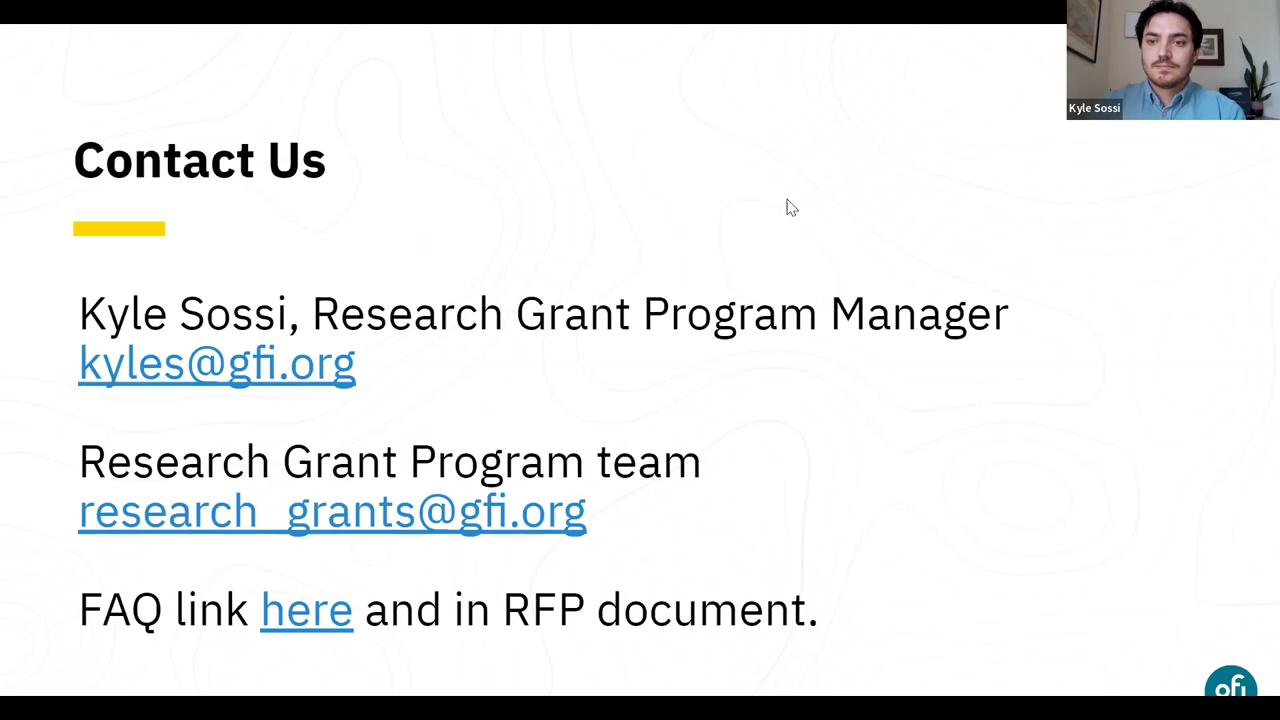 Kyle Sossi
Contact Us
Kyle Sossi, Research Grant Program Manager
kyles@gfi.org
Research Grant Program team
research_grants@gfi.org
FAQ link here and in RFP document.
gfi